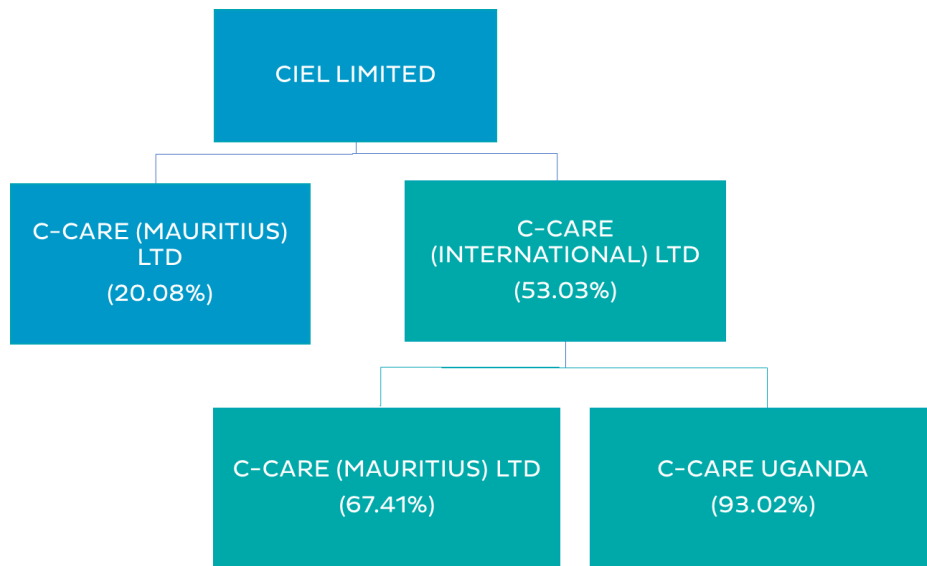 CIEL LIMITED
C-CARE (MAURITIUS)
LTD
(20.08%)
C-CARE
(INTERNATIONAL) LTD
(53.03%)
C-CARE (MAURITIUS) LTD
(67.41%)
C-CARE UGANDA
(93.02%)